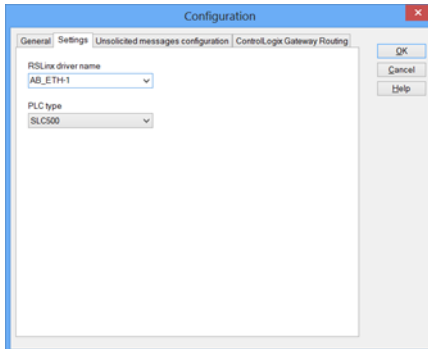 Configuration
General Settings Unsolicited messages configuration ControlLogix Gateway Routing
OK
RSLinx driver name
Cancel
AB_ETH-1
Help
PLC type
SLC500